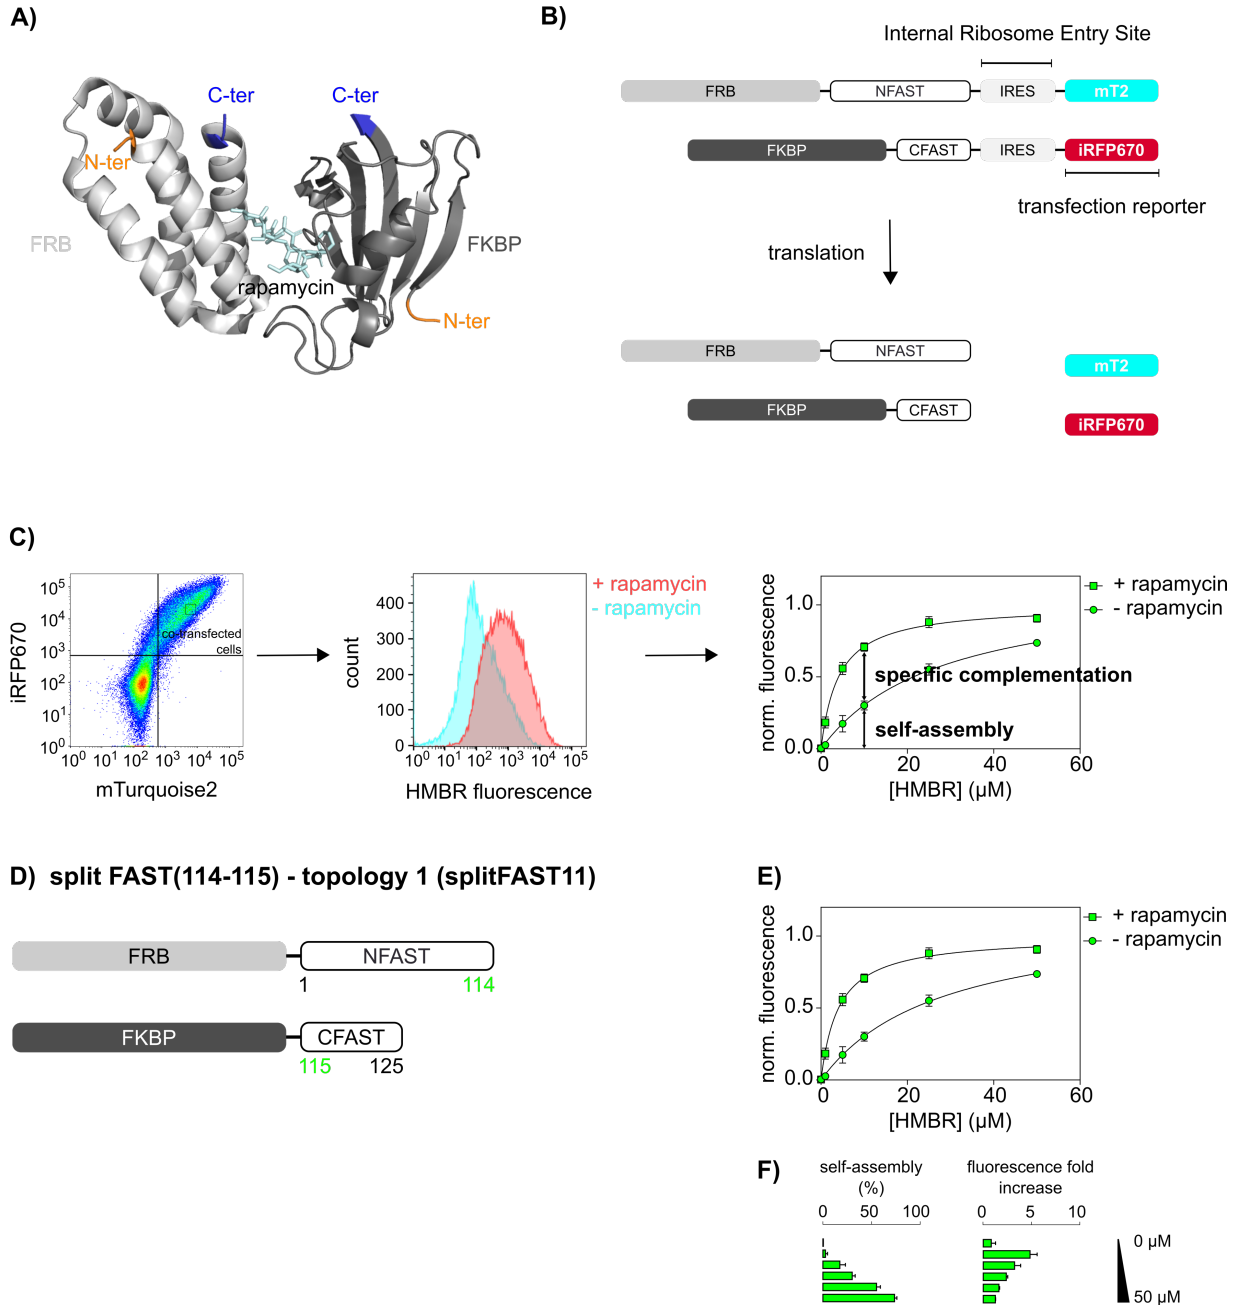 A)
C-ter
C-ter
N-ter
FRB
FKBP
rapamycin
N-ter
B)
Internal Ribosome Entry Site
FRB NFAST IRES mT2
FKBP CFAST IRES iRFP670
transfection reporter
translation
FRB NFAST
mT2
FKBP CFAST
iRFP670
C)
iRFP670
10^5
10^4
10^3
10^2
10^1
10^0
co-transfected
cells
10^0 10^1 10^2 10^3 10^4 10^5
mTurquoise2
count
400
300
200
100
0
+ rapamycin
- rapamycin
10^0 10^1 10^2 10^3 10^4 10^5
HMBR fluorescence
norm. fluorescence
1.0
0.5
0.0
+ rapamycin
- rapamycin
specific complementation
self-assembly
0 20 40 60
[HMBR] (µM)
D) split FAST(114-115) - topology 1 (splitFAST11)
FRB NFAST
1 114
FKBP CFAST
115 125
E)
norm. fluorescence
1.0
0.5
0.0
+ rapamycin
- rapamycin
0 20 40 60
[HMBR] (µM)
F)
self-assembly
(%)
0 50 100
fluorescence fold
increase
0 5 10
0 µM
50 µM